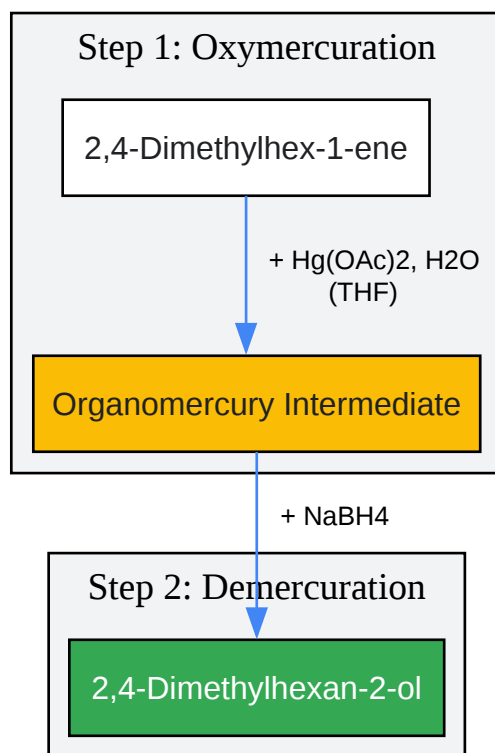 Step 1: Oxymercuration
2,4-Dimethylhex-1-ene
+ Hg(OAc)2, H2O
(THF)
Organomercury Intermediate
+ NaBH4
Step 2: Demercuration
2,4-Dimethylhexan-2-ol